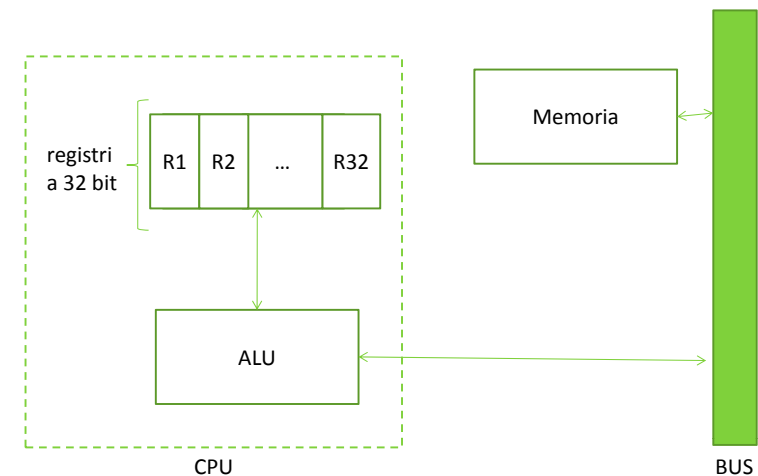 registri
a 32 bit
R1
R2
...
R32
Memoria
ALU
CPU
BUS